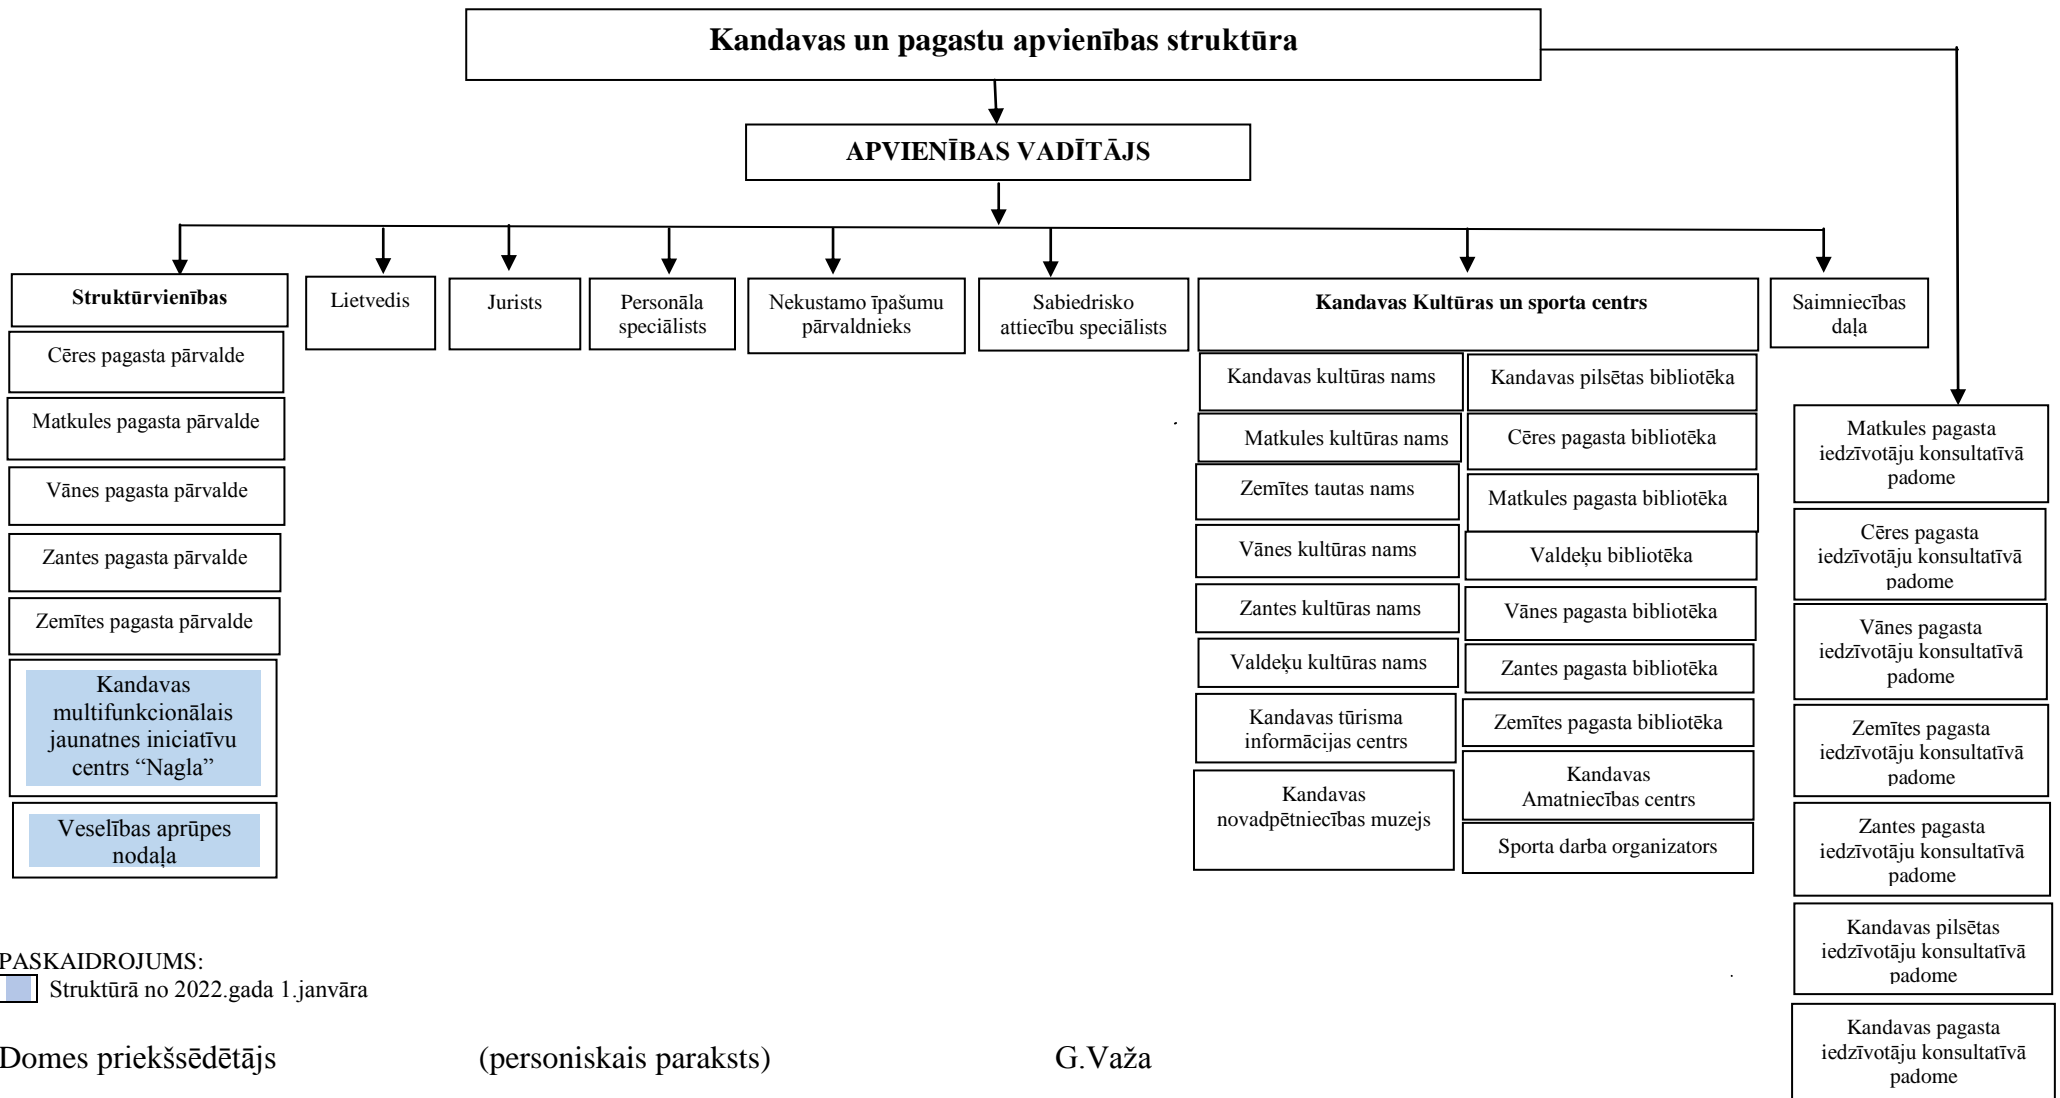 Kandavas un pagastu apvienības struktūra
APVIENĪBAS VADĪTĀJS
Struktūrvienības
Cēres pagasta pārvalde
Matkules pagasta pārvalde
Vānes pagasta pārvalde
Zantes pagasta pārvalde
Zemītes pagasta pārvalde
Kandavas
multifunkcionālais
jaunatnes iniciatīvu
centrs “Nagla”
Veselības aprūpes
nodaļa
Lietvedis
Jurists
Personāla
speciālists
Nekustamo īpašumu
pārvaldnieks
Sabiedrisko
attiecību speciālists
Kandavas Kultūras un sporta centrs
Kandavas kultūras nams
Matkules kultūras nams
Zemītes tautas nams
Vānes kultūras nams
Zantes kultūras nams
Valdeķu kultūras nams
Kandavas tūrisma
informācijas centrs
Kandavas
novadpētniecības muzejs
Kandavas pilsētas bibliotēka
Cēres pagasta bibliotēka
Matkules pagasta bibliotēka
Valdeķu bibliotēka
Vānes pagasta bibliotēka
Zantes pagasta bibliotēka
Zemītes pagasta bibliotēka
Kandavas
Amatniecības centrs
Sporta darba organizators
Saimniecības
daļa
Matkules pagasta
iedzīvotāju konsultatīvā
padome
Cēres pagasta
iedzīvotāju konsultatīvā
padome
Vānes pagasta
iedzīvotāju konsultatīvā
padome
Zemītes pagasta
iedzīvotāju konsultatīvā
padome
Zantes pagasta
iedzīvotāju konsultatīvā
padome
Kandavas pilsētas
iedzīvotāju konsultatīvā
padome
Kandavas pagasta
iedzīvotāju konsultatīvā
padome
PASKAIDROJUMS:
Struktūrā no 2022.gada 1.janvāra
Domes priekšsēdētājs (personiskais paraksts) G.Važa